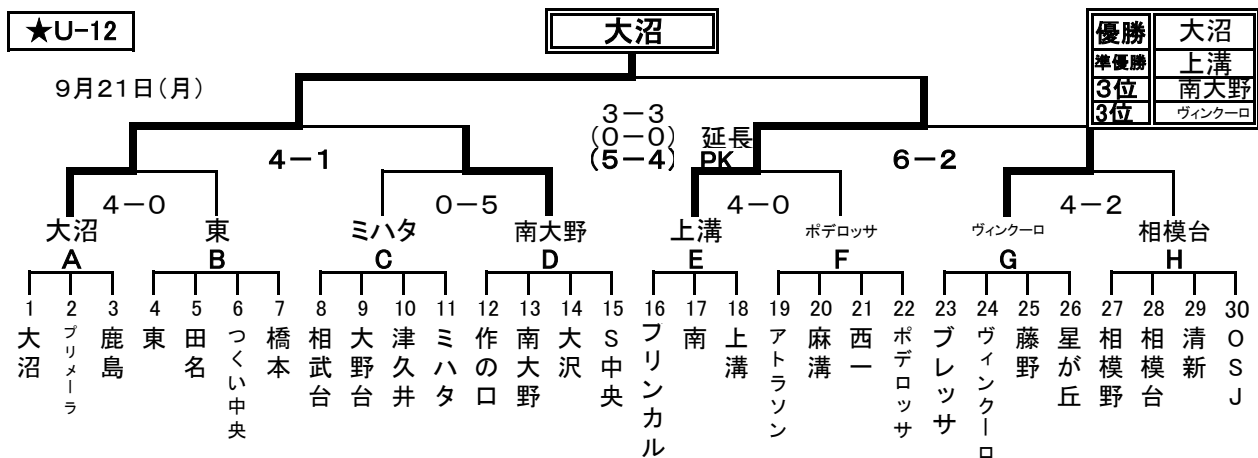 ★U-12
大沼
優勝 大沼
準優勝 上溝
3位 南大野
3位 ヴィンクーロ
9月21日(月)
3-3
(0-0) 延長
(5-4) PK
4-1
6-2
4-0
0-5
4-0
4-2
大沼 東 ミハタ 南大野 上溝 ポデロッサ ヴィンクーロ 相模台
A B C D E F G H
1 2 3 4 5 6 7 8 9 10 11 12 13 14 15 16 17 18 19 20 21 22 23 24 25 26 27 28 29 30
大沼
プリメーラ
鹿島
東
田名
つくい中央
橋本
相武台
大野台
津久井
ミハタ
作の口
南大野
大沢
S中央
フリンカル
南
上溝
アトラソン
麻溝
西一
ポデロッサ
ブレッサ
ヴィンクーロ
藤野
星が丘
相模野
相模台
清新
OSJ